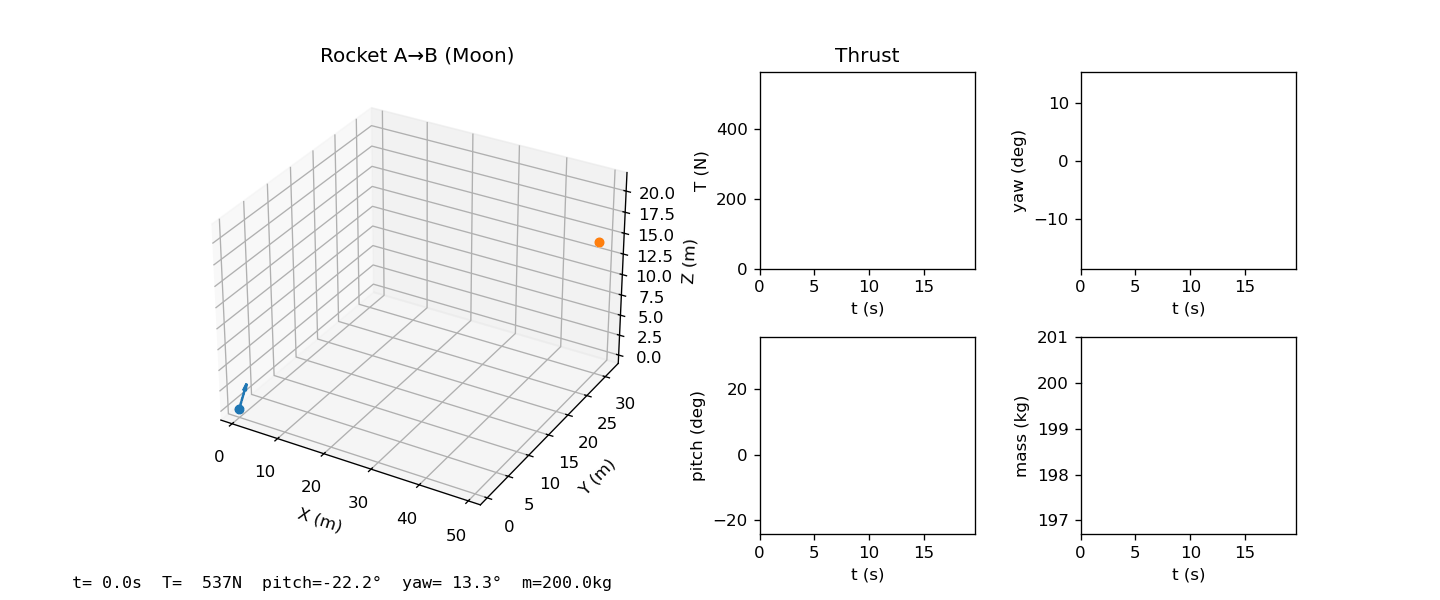 Rocket A→B (Moon)
20.0
17.5
15.0
12.5
10.0
7.5
5.0
2.5
0.0
Z (m)
0
10
20
30
40
50
X (m)
0
5
10
15
20
25
30
Y (m)
Thrust
400
200
0
T (N)
0 5 10 15
t (s)
10
0
−10
yaw (deg)
0 5 10 15
t (s)
20
0
−20
pitch (deg)
0 5 10 15
t (s)
201
200
199
198
197
mass (kg)
0 5 10 15
t (s)
t= 0.0s  T=  537N  pitch=-22.2°  yaw= 13.3°  m=200.0kg